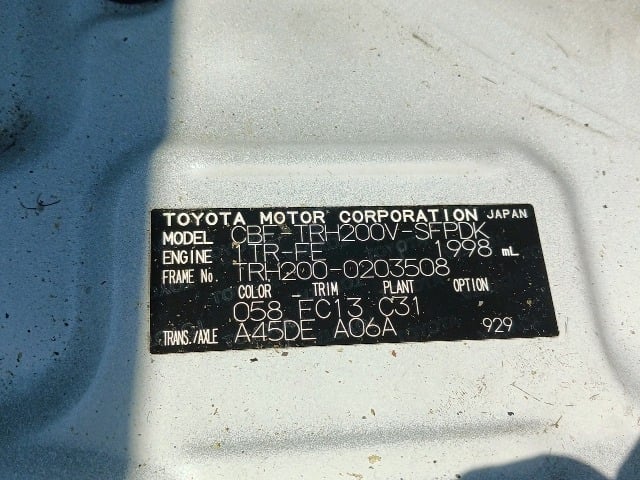 TOYOTA MOTOR CORPORATION JAPAN
MODEL CBF-TRH200V-SFPDK
ENGINE 1TR-FE 1998 mL
FRAME No. TRH200-0203508
COLOR TRIM PLANT OPTION
058 FC13 C31
TRANS./AXLE A45DE A06A 929